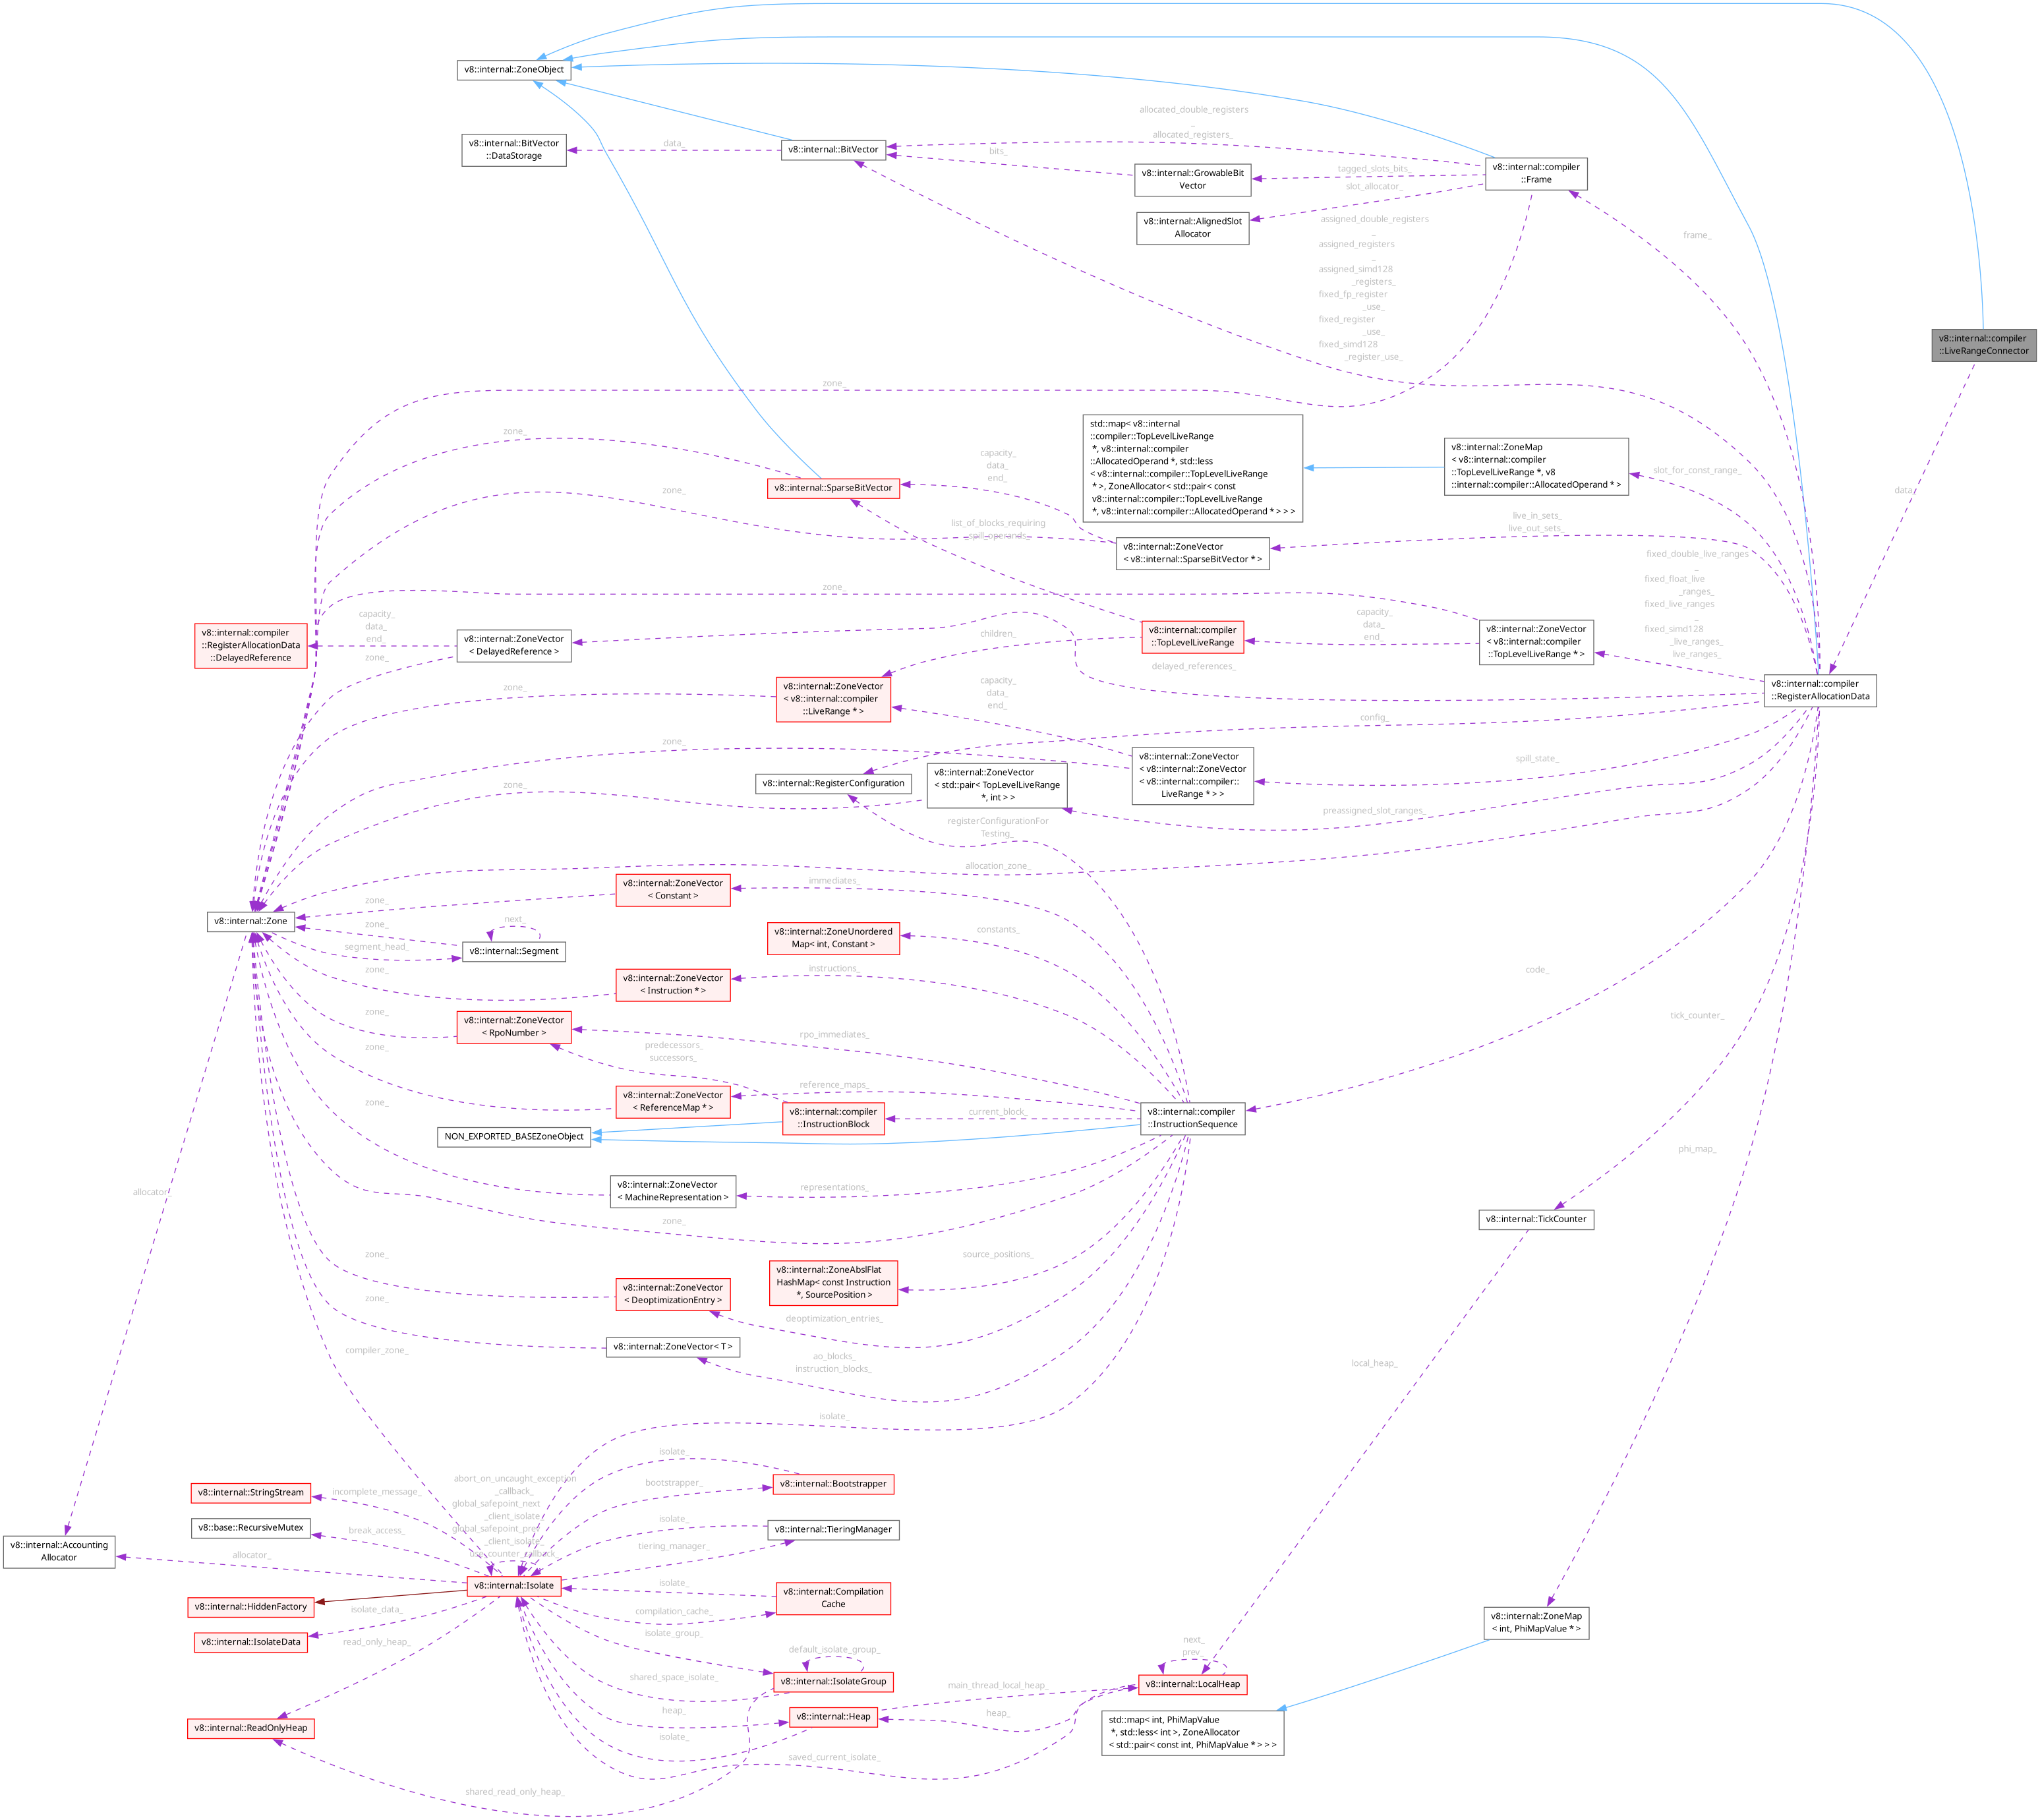 v8::internal::ZoneObject
allocated_double_registers
_
allocated_registers_
v8::internal::BitVector
::DataStorage
data_
v8::internal::BitVector
bits_
v8::internal::GrowableBit
Vector
tagged_slots_bits_
v8::internal::compiler
::Frame
slot_allocator_
v8::internal::AlignedSlot
Allocator
assigned_double_registers
_
assigned_registers
_
assigned_simd128
_registers_
fixed_fp_register
_use_
fixed_register
_use_
fixed_simd128
_register_use_
frame_
v8::internal::compiler
::LiveRangeConnector
zone_
zone_
std::map< v8::internal
::compiler::TopLevelLiveRange
*, v8::internal::compiler
::AllocatedOperand *, std::less
< v8::internal::compiler::TopLevelLiveRange
* >, ZoneAllocator< std::pair< const
v8::internal::compiler::TopLevelLiveRange
*, v8::internal::compiler::AllocatedOperand * > > >
v8::internal::ZoneMap
< v8::internal::compiler
::TopLevelLiveRange *, v8
::internal::compiler::AllocatedOperand * >
slot_for_const_range_
data_
capacity_
data_
end_
v8::internal::SparseBitVector
zone_
list_of_blocks_requiring
_spill_operands_
v8::internal::ZoneVector
< v8::internal::SparseBitVector * >
live_in_sets_
live_out_sets_
fixed_double_live_ranges
_
fixed_float_live
_ranges_
fixed_live_ranges
_
fixed_simd128
_live_ranges_
live_ranges_
zone_
v8::internal::compiler
::RegisterAllocationData
::DelayedReference
capacity_
data_
end_
v8::internal::ZoneVector
< DelayedReference >
zone_
children_
v8::internal::compiler
::TopLevelLiveRange
capacity_
data_
end_
v8::internal::ZoneVector
< v8::internal::compiler
::TopLevelLiveRange * >
delayed_references_
v8::internal::compiler
::RegisterAllocationData
zone_
v8::internal::ZoneVector
< v8::internal::compiler
::LiveRange * >
capacity_
data_
end_
config_
zone_
v8::internal::RegisterConfiguration
v8::internal::ZoneVector
< std::pair< TopLevelLiveRange
*, int > >
v8::internal::ZoneVector
< v8::internal::ZoneVector
< v8::internal::compiler::
LiveRange * > >
spill_state_
zone_
registerConfigurationFor
Testing_
preassigned_slot_ranges_
allocation_zone_
v8::internal::Zone
zone_
v8::internal::ZoneVector
< Constant >
immediates_
zone_
segment_head_
next_
v8::internal::Segment
v8::internal::ZoneUnordered
Map< int, Constant >
constants_
zone_
v8::internal::ZoneVector
< Instruction * >
instructions_
code_
zone_
v8::internal::ZoneVector
< RpoNumber >
rpo_immediates_
predecessors_
successors_
tick_counter_
zone_
v8::internal::ZoneVector
< ReferenceMap * >
reference_maps_
v8::internal::compiler
::InstructionBlock
current_block_
v8::internal::compiler
::InstructionSequence
NON_EXPORTED_BASEZoneObject
zone_
phi_map_
allocator_
v8::internal::ZoneVector
< MachineRepresentation >
representations_
zone_
v8::internal::TickCounter
zone_
v8::internal::ZoneVector
< DeoptimizationEntry >
source_positions_
v8::internal::ZoneAbslFlat
HashMap< const Instruction
*, SourcePosition >
deoptimization_entries_
zone_
v8::internal::ZoneVector< T >
ao_blocks_
instruction_blocks_
compiler_zone_
local_heap_
isolate_
v8::internal::StringStream
incomplete_message_
abort_on_uncaught_exception
_callback_
global_safepoint_next
_client_isolate_
global_safepoint_prev
_client_isolate_
use_counter_callback_
isolate_
bootstrapper_
v8::internal::Bootstrapper
v8::base::RecursiveMutex
break_access_
isolate_
tiering_manager_
v8::internal::TieringManager
v8::internal::Accounting
Allocator
allocator_
v8::internal::Isolate
v8::internal::HiddenFactory
isolate_
compilation_cache_
v8::internal::Compilation
Cache
v8::internal::IsolateData
isolate_data_
read_only_heap_
isolate_group_
default_isolate_group_
v8::internal::IsolateGroup
shared_space_isolate_
v8::internal::ReadOnlyHeap
heap_
isolate_
v8::internal::Heap
main_thread_local_heap_
heap_
next_
prev_
v8::internal::LocalHeap
saved_current_isolate_
shared_read_only_heap_
v8::internal::ZoneMap
< int, PhiMapValue * >
std::map< int, PhiMapValue
*, std::less< int >, ZoneAllocator
< std::pair< const int, PhiMapValue * > > >